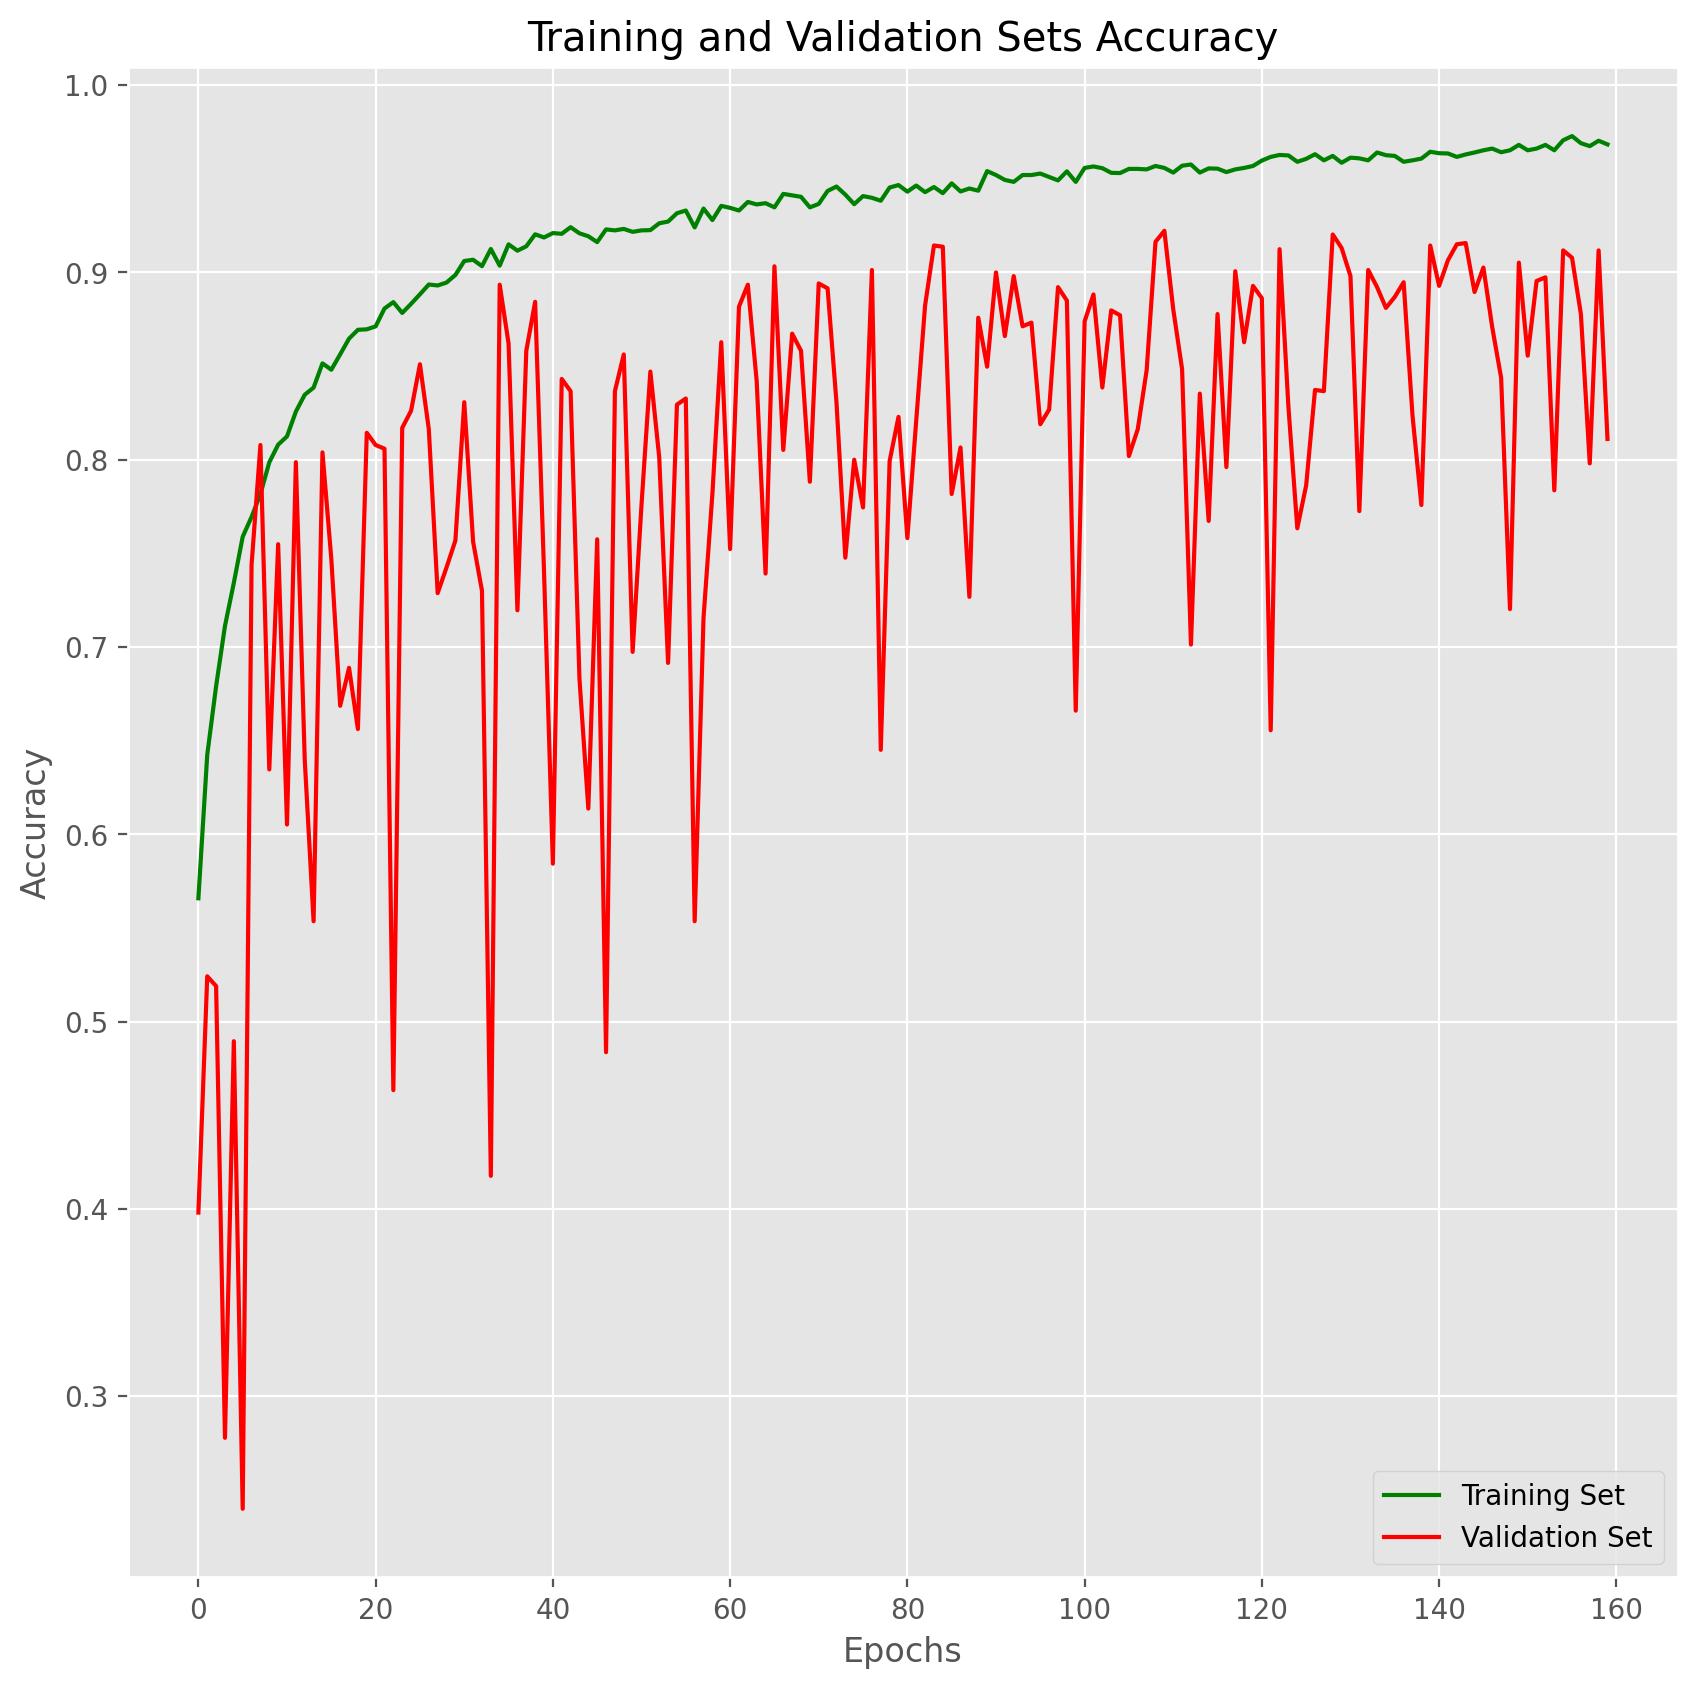 Training and Validation Sets Accuracy
1.0
0.9
0.8
0.7
0.6
0.5
0.4
0.3
Accuracy
0 20 40 60 80 100 120 140 160
Epochs
Training Set
Validation Set